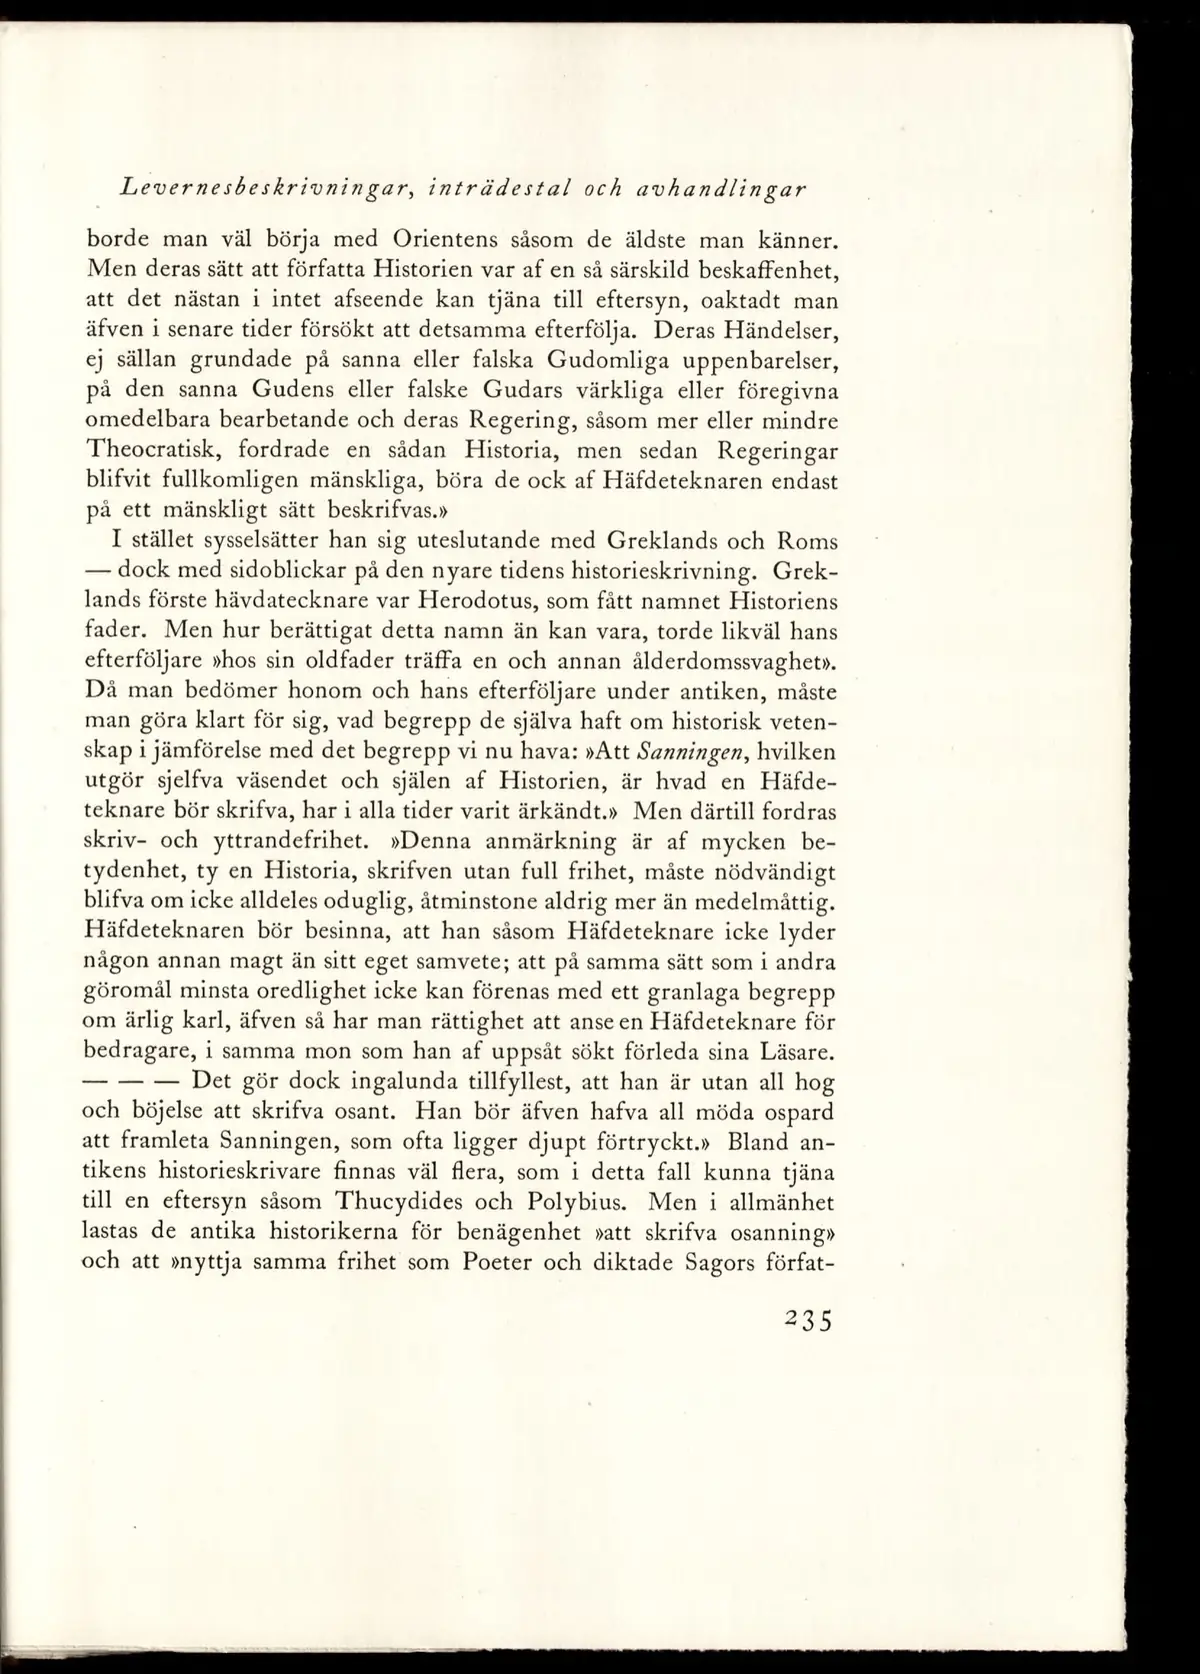 Levernesbeskrivningar, inträdestal och avhandlingar
borde man väl börja med Orientens såsom de äldste man känner.
Men deras sätt att författa Historien var af en så särskild beskaffenhet,
att det nästan i intet afseende kan tjäna till eftersyn, oaktadt man
äfven i senare tider försökt att detsamma efterfölja. Deras Händelser,
ej sällan grundade på sanna eller falska Gudomliga uppenbarelser,
på den sanna Gudens eller falske Gudars värkliga eller föregivna
omedelbara bearbetande och deras Regering, såsom mer eller mindre
Theocratisk, fordrade en sådan Historia, men sedan Regeringar
blifvit fullkomligen mänskliga, böra de ock af Häfdeteknaren endast
på ett mänskligt sätt beskrifvas.»
I stället sysselsätter han sig uteslutande med Greklands och Roms
— dock med sidoblickar på den nyare tidens historieskrivning. Grek-
lands förste hävdatecknare var Herodotus, som fått namnet Historiens
fader. Men hur berättigat detta namn än kan vara, torde likväl hans
efterföljare »hos sin oldfader träffa en och annan ålderdomssvaghet».
Då man bedömer honom och hans efterföljare under antiken, måste
man göra klart för sig, vad begrepp de själva haft om historisk veten-
skap i jämförelse med det begrepp vi nu hava: »Att Sanningen, hvilken
utgör sjelfva väsendet och själen af Historien, är hvad en Häfde-
teknare bör skrifva, har i alla tider varit ärkändt.» Men därtill fordras
skriv- och yttrandefrihet. »Denna anmärkning är af mycken be-
tydenhet, ty en Historia, skrifven utan full frihet, måste nödvändigt
blifva om icke alldeles oduglig, åtminstone aldrig mer än medelmåttig.
Häfdeteknaren bör besinna, att han såsom Häfdeteknare icke lyder
någon annan magt än sitt eget samvete; att på samma sätt som i andra
göromål minsta oredlighet icke kan förenas med ett granlaga begrepp
om ärlig karl, äfven så har man rättighet att anse en Häfdeteknare för
bedragare, i samma mon som han af uppsåt sökt förleda sina Läsare.
— — — Det gör dock ingalunda tillfyllest, att han är utan all hog
och böjelse att skrifva osant. Han bör äfven hafva all möda ospard
att framleta Sanningen, som ofta ligger djupt förtryckt.» Bland an-
tikens historieskrivare finnas väl flera, som i detta fall kunna tjäna
till en eftersyn såsom Thucydides och Polybius. Men i allmänhet
lastas de antika historikerna för benägenhet »att skrifva osanning»
och att »nyttja samma frihet som Poeter och diktade Sagors förfat-
235